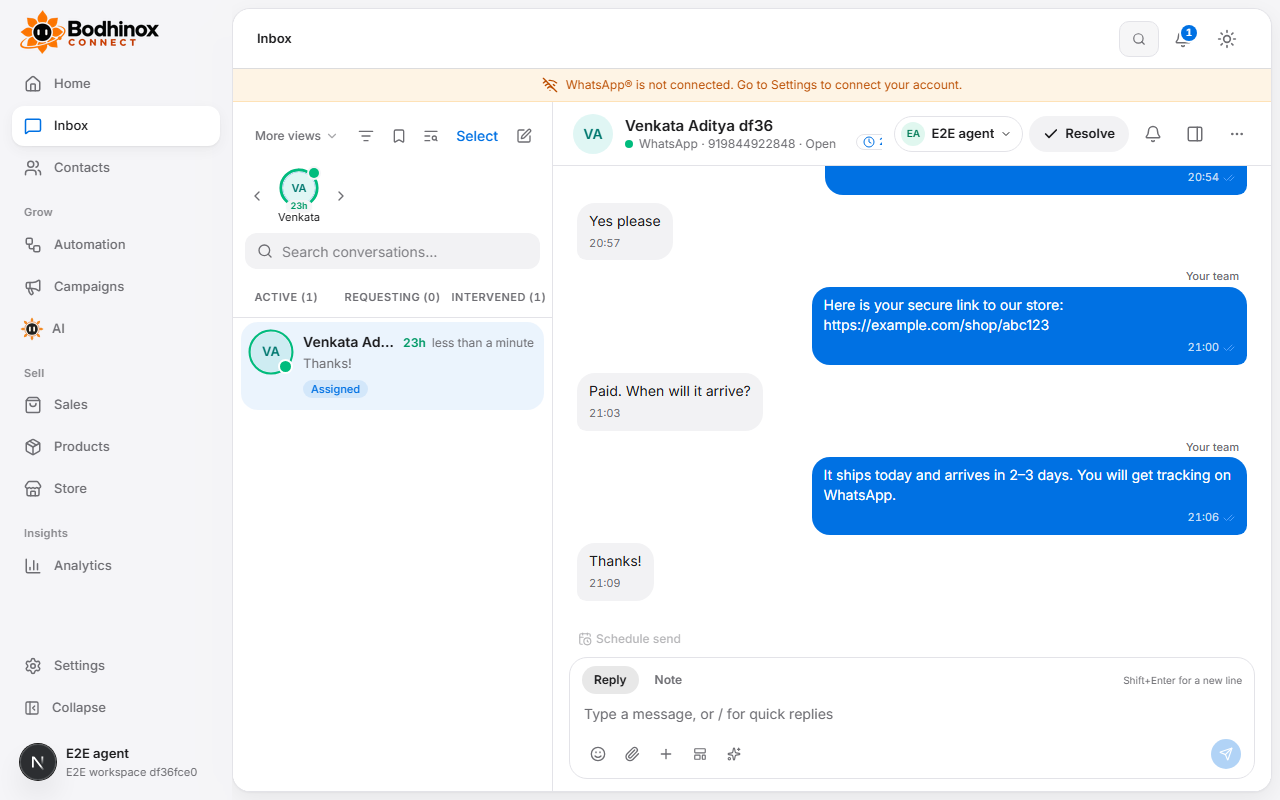 Bodhinox
CONNECT
Home
Inbox
Contacts
Grow
Automation
Campaigns
AI
Sell
Sales
Products
Store
Insights
Analytics
Settings
Collapse
N
E2E agent
E2E workspace df36fce0
Inbox
1
WhatsApp® is not connected. Go to Settings to connect your account.
More views
Select
VA
23h
Venkata
Search conversations...
ACTIVE (1) REQUESTING (0) INTERVENED (1)
VA
Venkata Ad... 23h less than a minute
Thanks!
Assigned
VA
Venkata Aditya df36
WhatsApp · 919844922848 · Open
EA E2E agent
Resolve
20:54
Yes please
20:57
Your team
Here is your secure link to our store:
https://example.com/shop/abc123
21:00
Paid. When will it arrive?
21:03
Your team
It ships today and arrives in 2–3 days. You will get tracking on
WhatsApp.
21:06
Thanks!
21:09
Schedule send
Reply Note Shift+Enter for a new line
Type a message, or / for quick replies